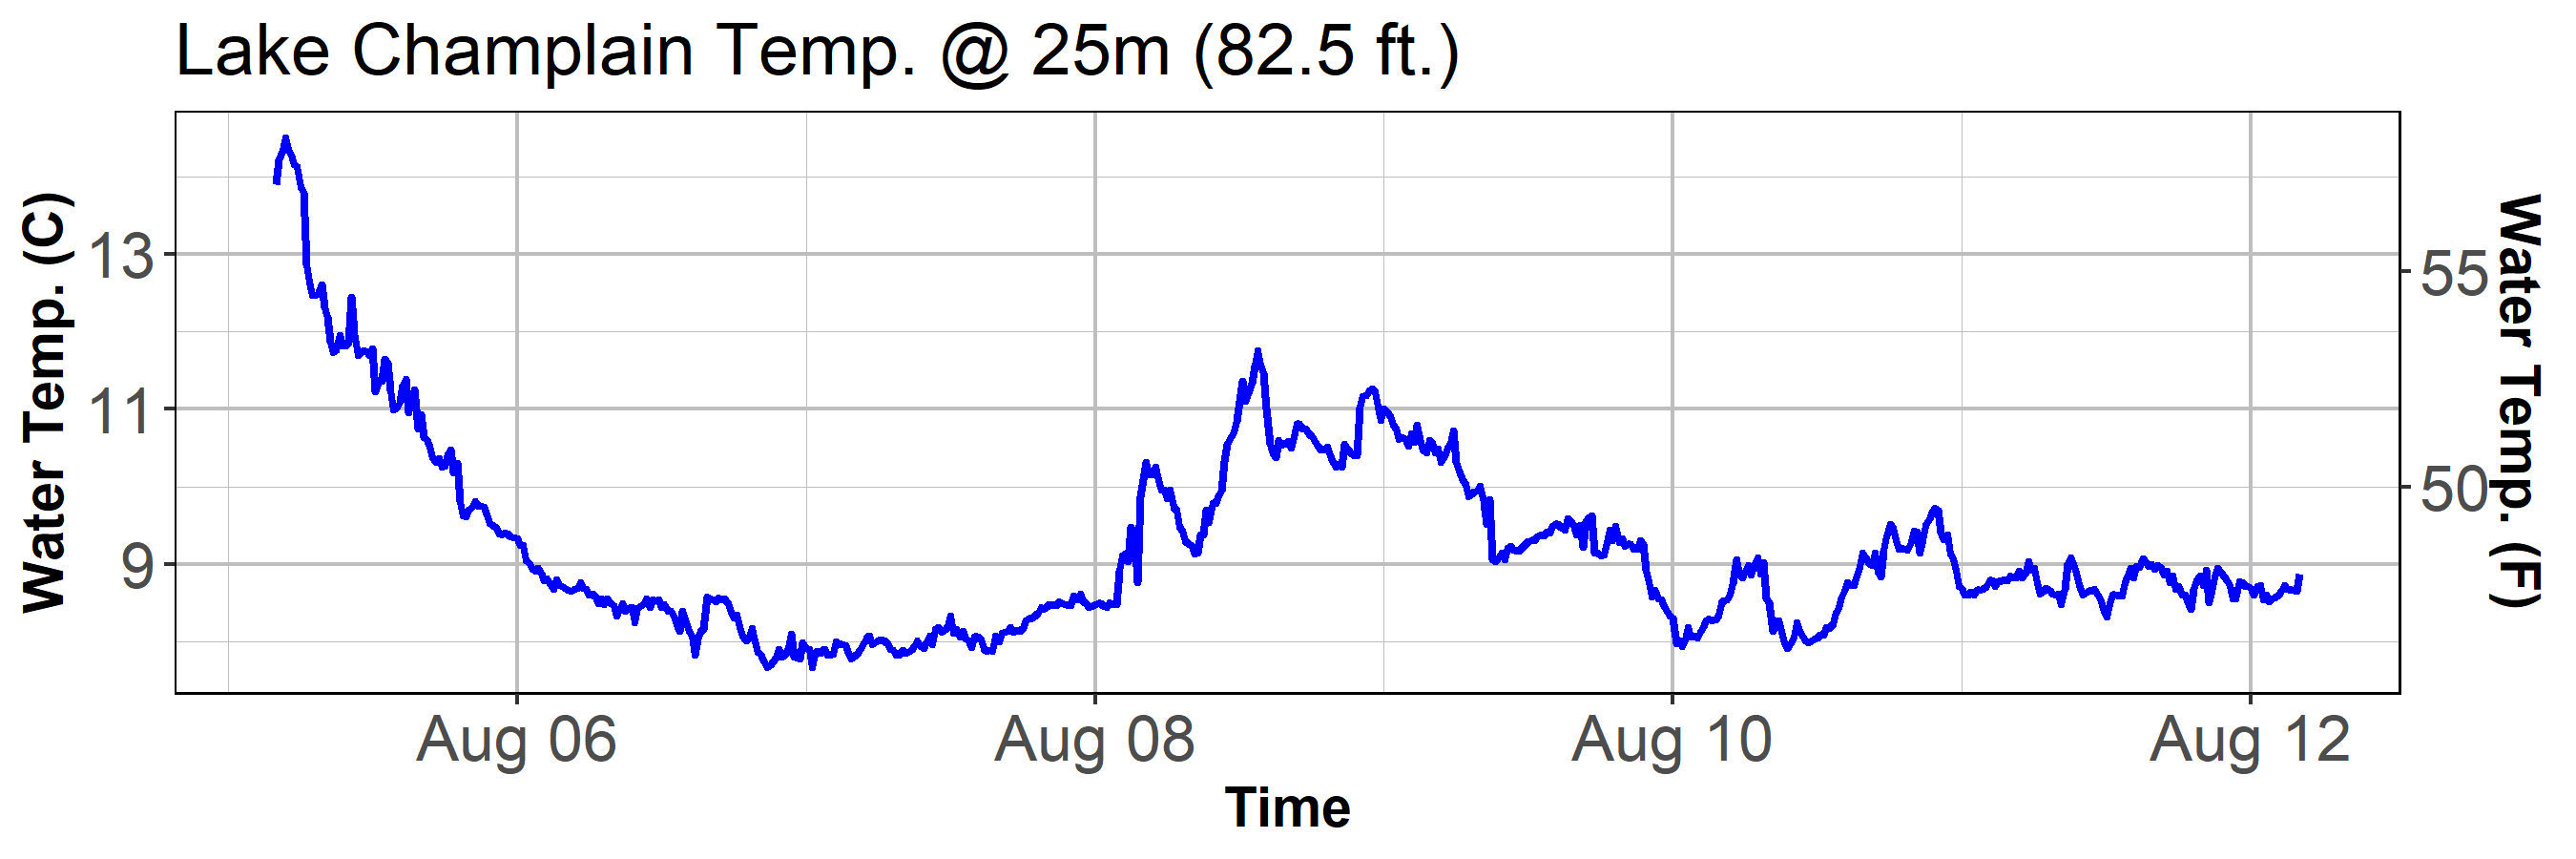 Lake Champlain Temp. @ 25m (82.5 ft.)
Water Temp. (C)
13
11
9
55
50
Water Temp. (F)
Aug 06
Aug 08
Aug 10
Aug 12
Time